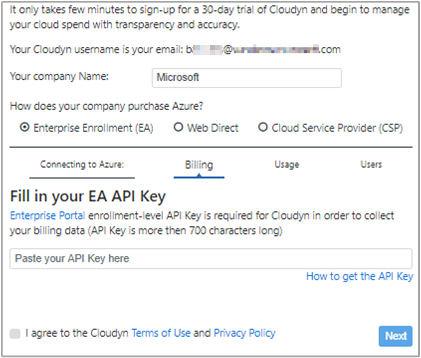 It only takes few minutes to sign-up for a 30-day trial of Cloudyn and begin to manage
your cloud spend with transparency and accuracy.
Your Cloudyn username is your email: b @ .com
Your company Name: Microsoft
How does your company purchase Azure?
Enterprise Enrollment (EA) Web Direct Cloud Service Provider (CSP)
Connecting to Azure: Billing Usage Users
Fill in your EA API Key
Enterprise Portal enrollment-level API Key is required for Cloudyn in order to collect
your billing data (API Key is more then 700 characters long)
Paste your API Key here
How to get the API Key
I agree to the Cloudyn Terms of Use and Privacy Policy Next